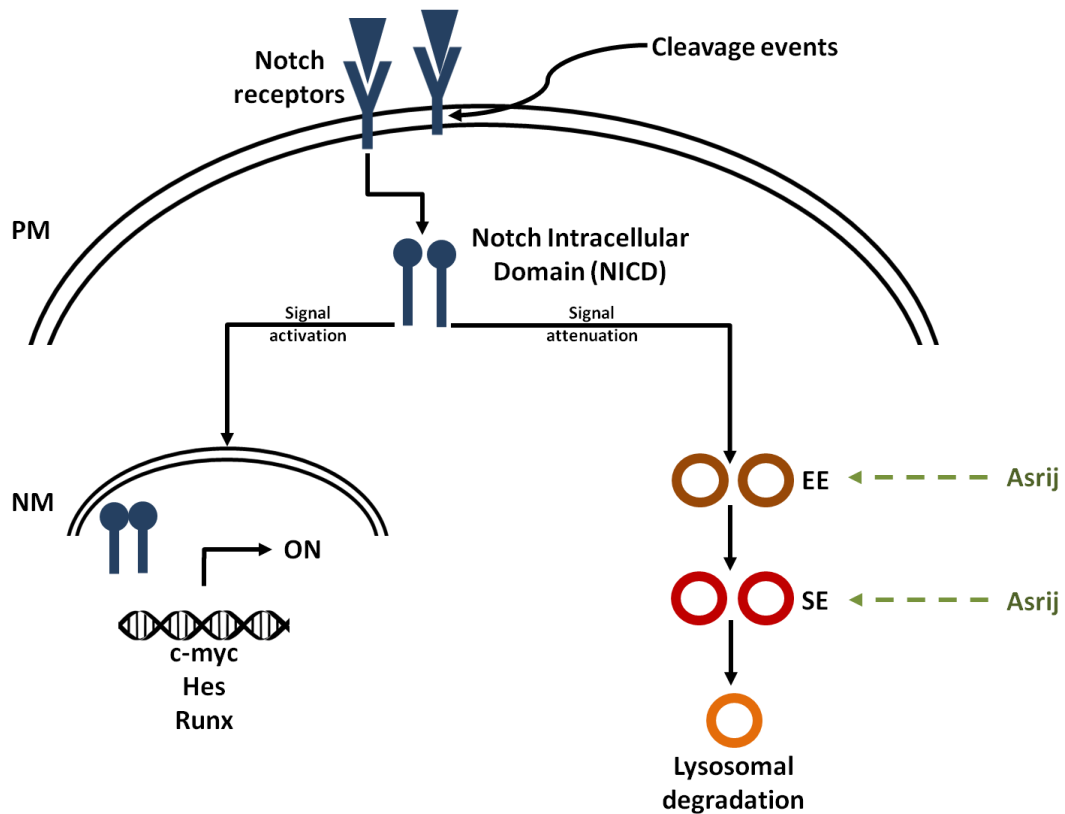 Cleavage events
Notch
receptors
PM
Notch Intracellular
Domain (NICD)
Signal
activation
Signal
attenuation
EE
Asrij
NM
ON
SE
Asrij
c-myc
Hes
Runx
Lysosomal
degradation